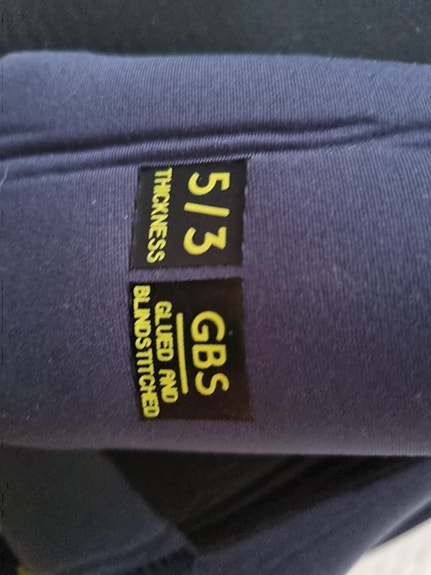 5/3
THICKNESS
GBS
GLUED AND
BLINDSTITCHED